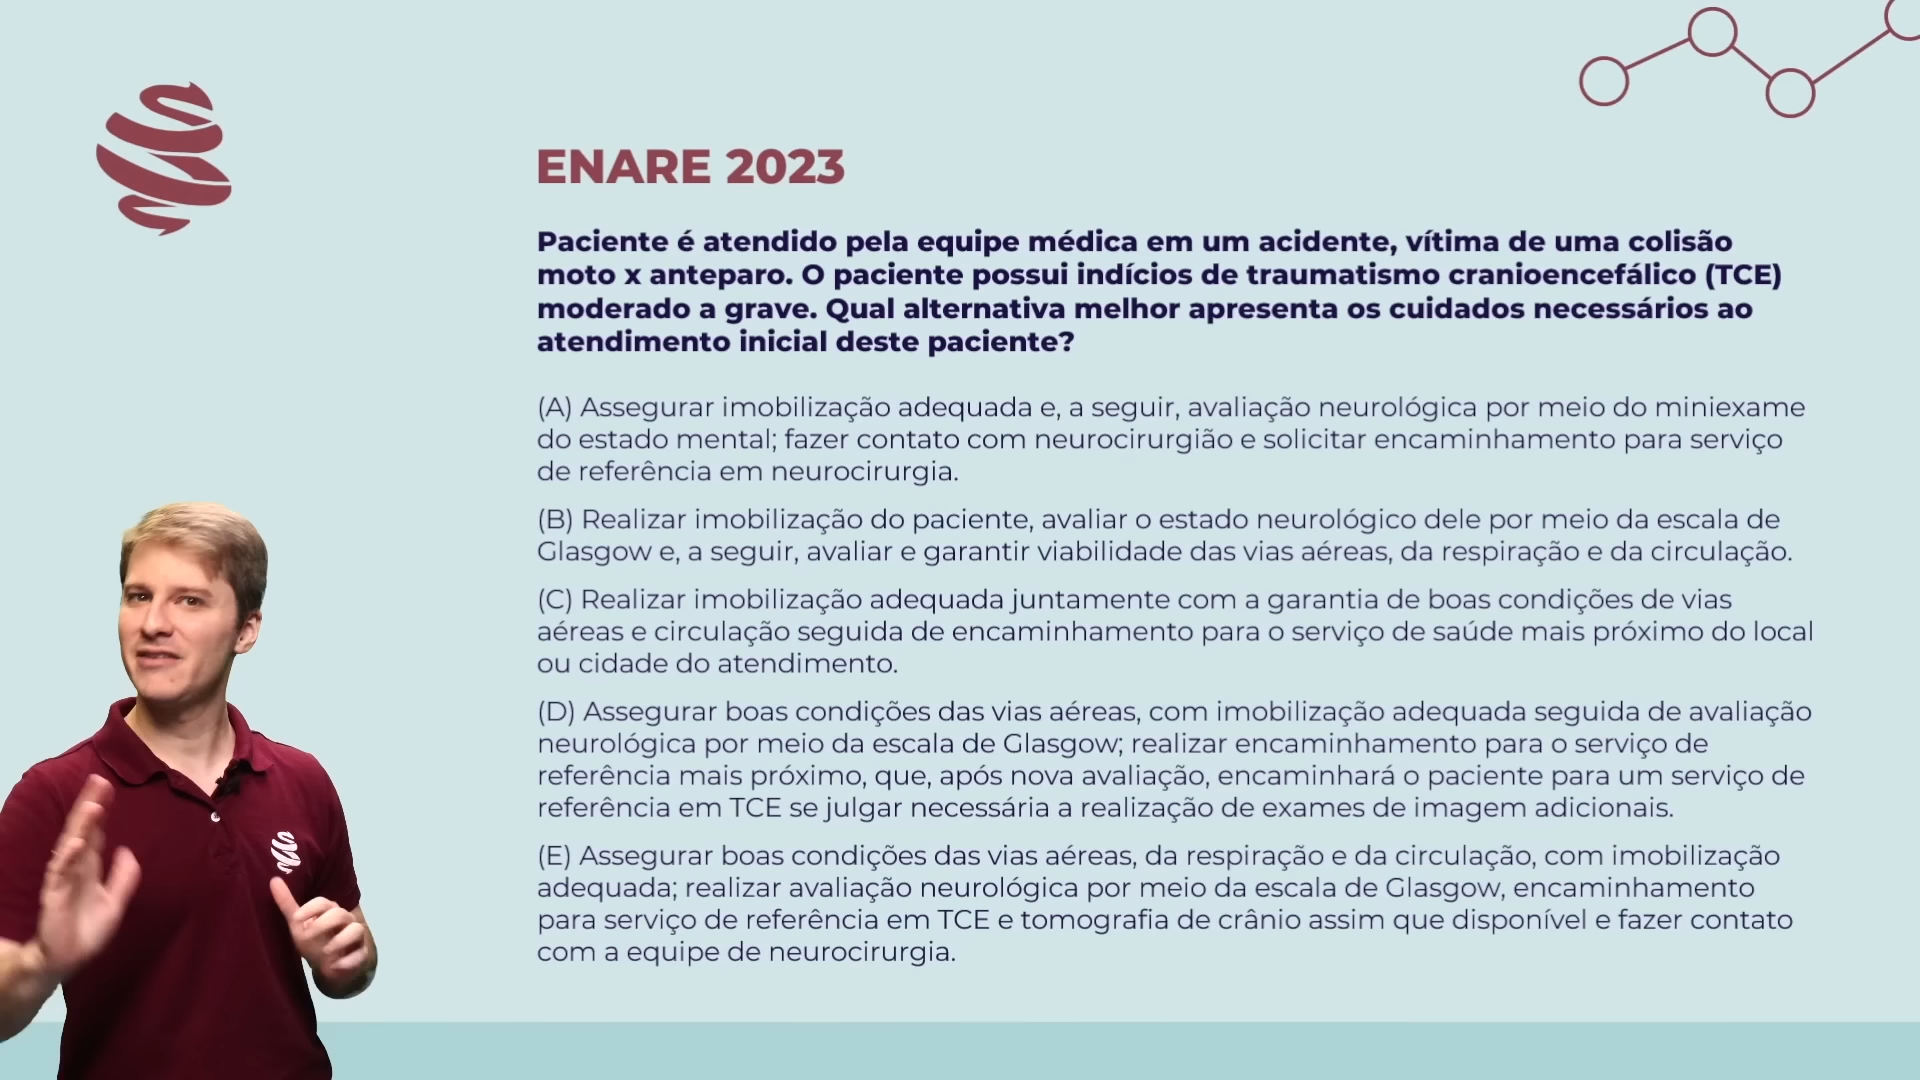 ENARE 2023
Paciente é atendido pela equipe médica em um acidente, vítima de uma colisão
moto x anteparo. O paciente possui indícios de traumatismo cranioencefálico (TCE)
moderado a grave. Qual alternativa melhor apresenta os cuidados necessários ao
atendimento inicial deste paciente?
(A) Assegurar imobilização adequada e, a seguir, avaliação neurológica por meio do miniexame
do estado mental; fazer contato com neurocirurgião e solicitar encaminhamento para serviço
de referência em neurocirurgia.
(B) Realizar imobilização do paciente, avaliar o estado neurológico dele por meio da escala de
Glasgow e, a seguir, avaliar e garantir viabilidade das vias aéreas, da respiração e da circulação.
(C) Realizar imobilização adequada juntamente com a garantia de boas condições de vias
aéreas e circulação seguida de encaminhamento para o serviço de saúde mais próximo do local
ou cidade do atendimento.
(D) Assegurar boas condições das vias aéreas, com imobilização adequada seguida de avaliação
neurológica por meio da escala de Glasgow; realizar encaminhamento para o serviço de
referência mais próximo, que, após nova avaliação, encaminhará o paciente para um serviço de
referência em TCE se julgar necessária a realização de exames de imagem adicionais.
(E) Assegurar boas condições das vias aéreas, da respiração e da circulação, com imobilização
adequada; realizar avaliação neurológica por meio da escala de Glasgow, encaminhamento
para serviço de referência em TCE e tomografia de crânio assim que disponível e fazer contato
com a equipe de neurocirurgia.